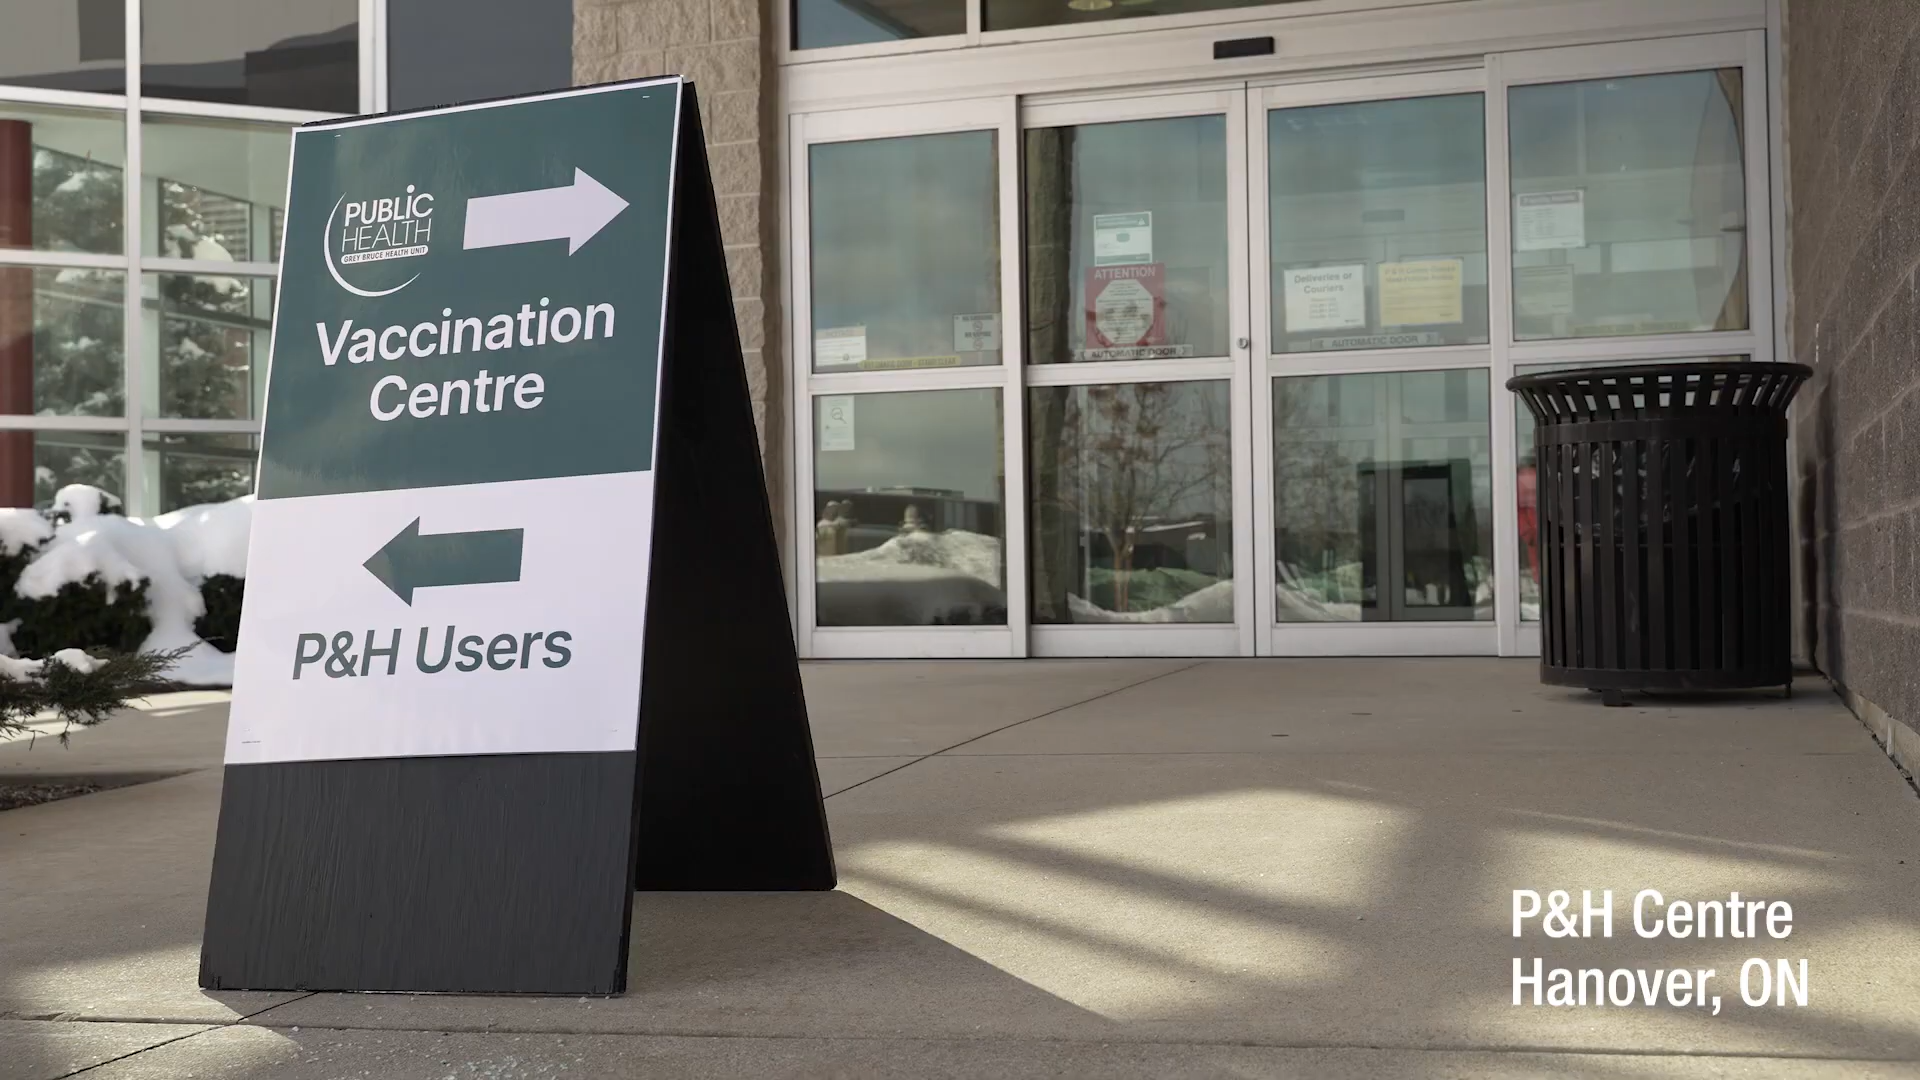 PUBLIC
HEALTH
GREY BRUCE HEALTH UNIT
Vaccination
Centre
P&H Users
ATTENTION
AUTOMATIC DOOR
Deliveries or
Couriers
AUTOMATIC DOOR
P&H Centre
Hanover, ON